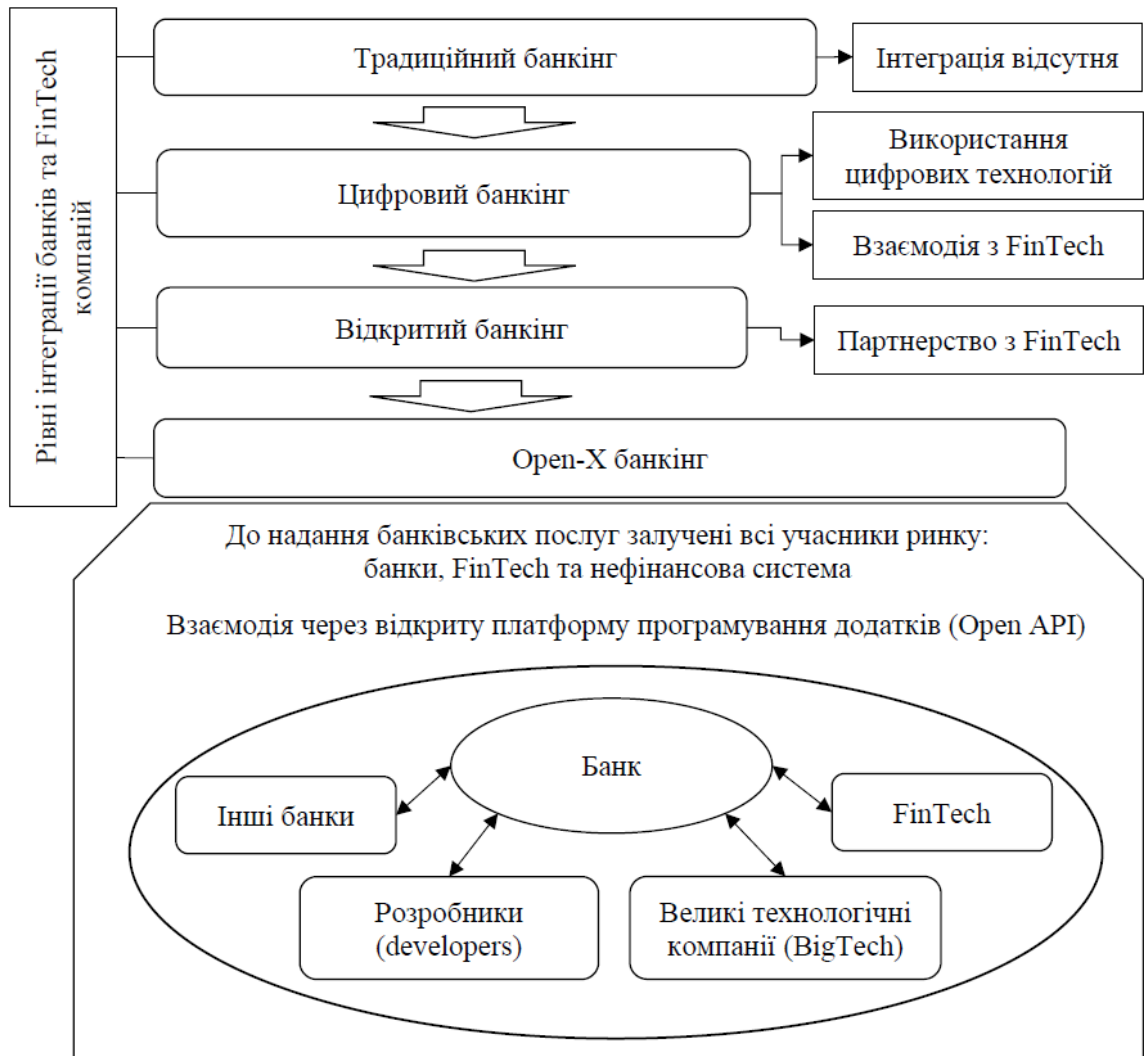 Рівні інтеграції банків та FinTech
компаній
Традиційний банкінг
Інтеграція відсутня
Цифровий банкінг
Використання
цифрових технологій
Взаємодія з FinTech
Відкритий банкінг
Партнерство з FinTech
Open-X банкінг
До надання банківських послуг залучені всі учасники ринку:
банки, FinTech та нефінансова система
Взаємодія через відкриту платформу програмування додатків (Open API)
Банк
Інші банки
FinTech
Розробники
(developers)
Великі технологічні
компанії (BigTech)